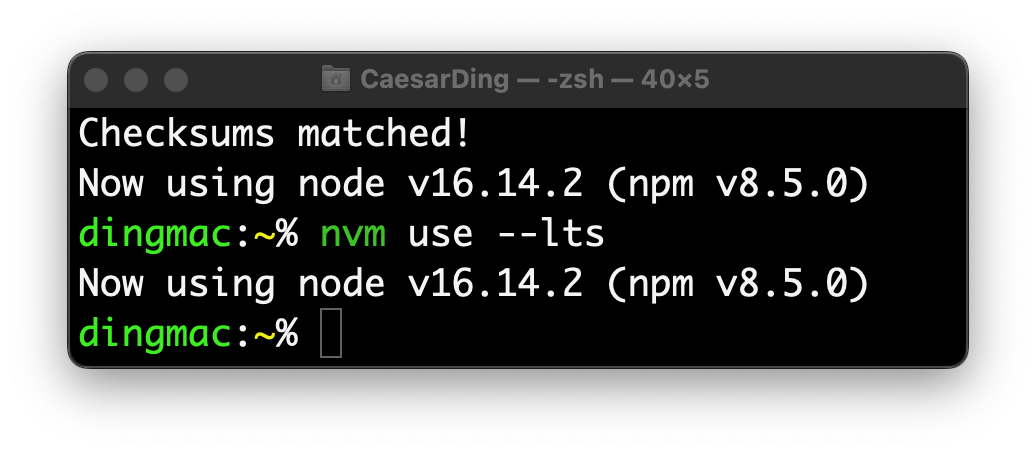 CaesarDing — -zsh — 40×5
Checksums matched!
Now using node v16.14.2 (npm v8.5.0)
dingmac:~% nvm use --lts
Now using node v16.14.2 (npm v8.5.0)
dingmac:~%